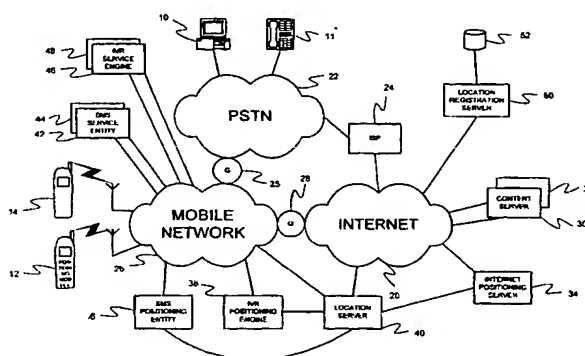 10
11
48
46
IVR
SERVICE
ENGINE
22
52
44
42
SMS
SERVICE
ENTITY
PSTN
24
ISP
LOCATION
REGISTRATION
SERVER
50
G
25
28
G
14
MOBILE
NETWORK
INTERNET
CONTENT
SERVER
30
12
26
38
20
SMS
POSITIONING
ENTITY
IVR
POSITIONING
ENGINE
LOCATION
SERVER
40
INTERNET
POSITIONING
SERVER
34